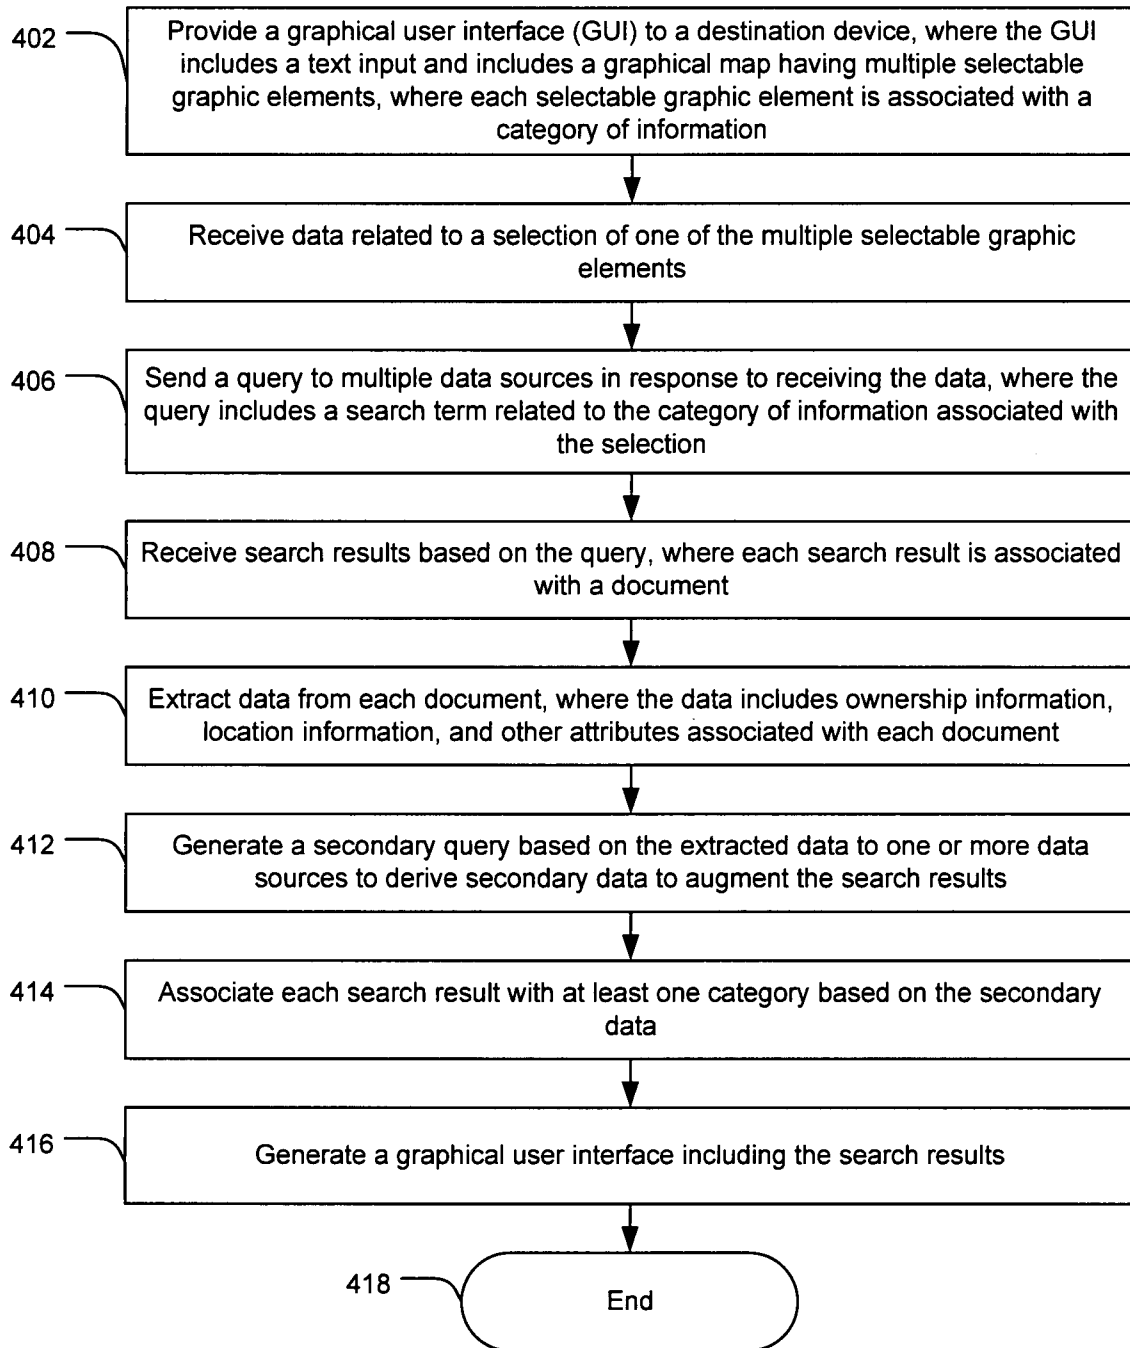 402
Provide a graphical user interface (GUI) to a destination device, where the GUI
includes a text input and includes a graphical map having multiple selectable
graphic elements, where each selectable graphic element is associated with a
category of information
404
Receive data related to a selection of one of the multiple selectable graphic
elements
406
Send a query to multiple data sources in response to receiving the data, where the
query includes a search term related to the category of information associated with
the selection
408
Receive search results based on the query, where each search result is associated
with a document
410
Extract data from each document, where the data includes ownership information,
location information, and other attributes associated with each document
412
Generate a secondary query based on the extracted data to one or more data
sources to derive secondary data to augment the search results
414
Associate each search result with at least one category based on the secondary
data
416
Generate a graphical user interface including the search results
418
End